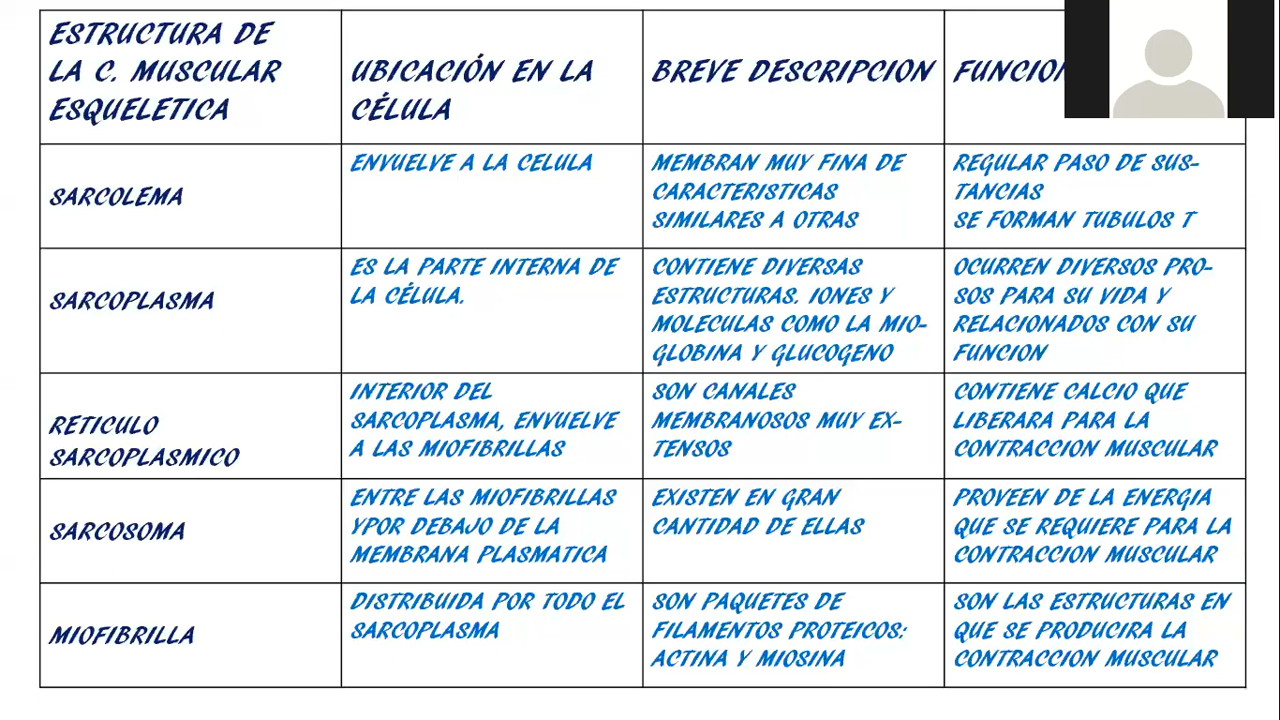 ESTRUCTURA DE
LA C. MUSCULAR
ESQUELETICA
UBICACIÓN EN LA
CÉLULA
BREVE DESCRIPCION
SARCOLEMA
ENVUELVE A LA CELULA
MEMBRAN MUY FINA DE
CARACTERISTICAS
SIMILARES A OTRAS
REGULAR PASO DE SUS-
TANCIAS
SE FORMAN TUBULOS T
SARCOPLASMA
ES LA PARTE INTERNA DE
LA CÉLULA.
CONTIENE DIVERSAS
ESTRUCTURAS. IONES Y
MOLECULAS COMO LA MIO-
GLOBINA Y GLUCOGENO
OCURREN DIVERSOS PRO-
SOS PARA SU VIDA Y
RELACIONADOS CON SU
FUNCION
RETICULO
SARCOPLASMICO
INTERIOR DEL
SARCOPLASMA, ENVUELVE
A LAS MIOFIBRILLAS
SON CANALES
MEMBRANOSOS MUY EX-
TENSOS
CONTIENE CALCIO QUE
LIBERARA PARA LA
CONTRACCION MUSCULAR
SARCOSOMA
ENTRE LAS MIOFIBRILLAS
YPOR DEBAJO DE LA
MEMBRANA PLASMATICA
EXISTEN EN GRAN
CANTIDAD DE ELLAS
PROVEEN DE LA ENERGIA
QUE SE REQUIERE PARA LA
CONTRACCION MUSCULAR
MIOFIBRILLA
DISTRIBUIDA POR TODO EL
SARCOPLASMA
SON PAQUETES DE
FILAMENTOS PROTEICOS:
ACTINA Y MIOSINA
SON LAS ESTRUCTURAS EN
QUE SE PRODUCIRA LA
CONTRACCION MUSCULAR